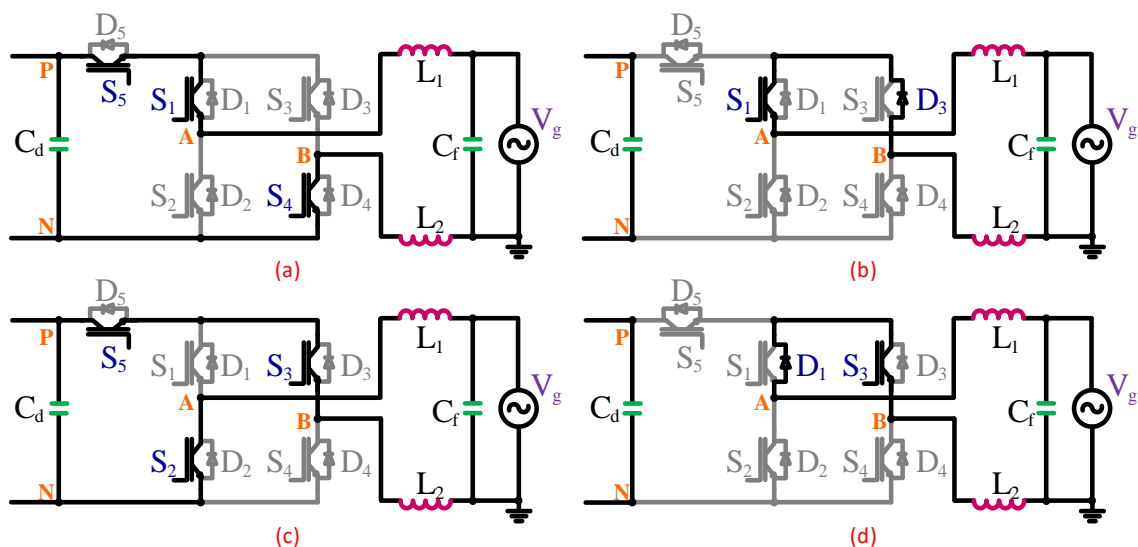 D5
P
S5
S1
D1
S3
D3
A
B
Cd
S2
D2
S4
D4
N
L1
Cf
Vg
L2
(a)
D5
P
S5
S1
D1
S3
D3
A
B
Cd
S2
D2
S4
D4
N
L1
Cf
Vg
L2
(b)
D5
P
S5
S1
D1
S3
D3
A
B
Cd
S2
D2
S4
D4
N
L1
Cf
Vg
L2
(c)
D5
P
S5
S1
D1
S3
D3
A
B
Cd
S2
D2
S4
D4
N
L1
Cf
Vg
L2
(d)